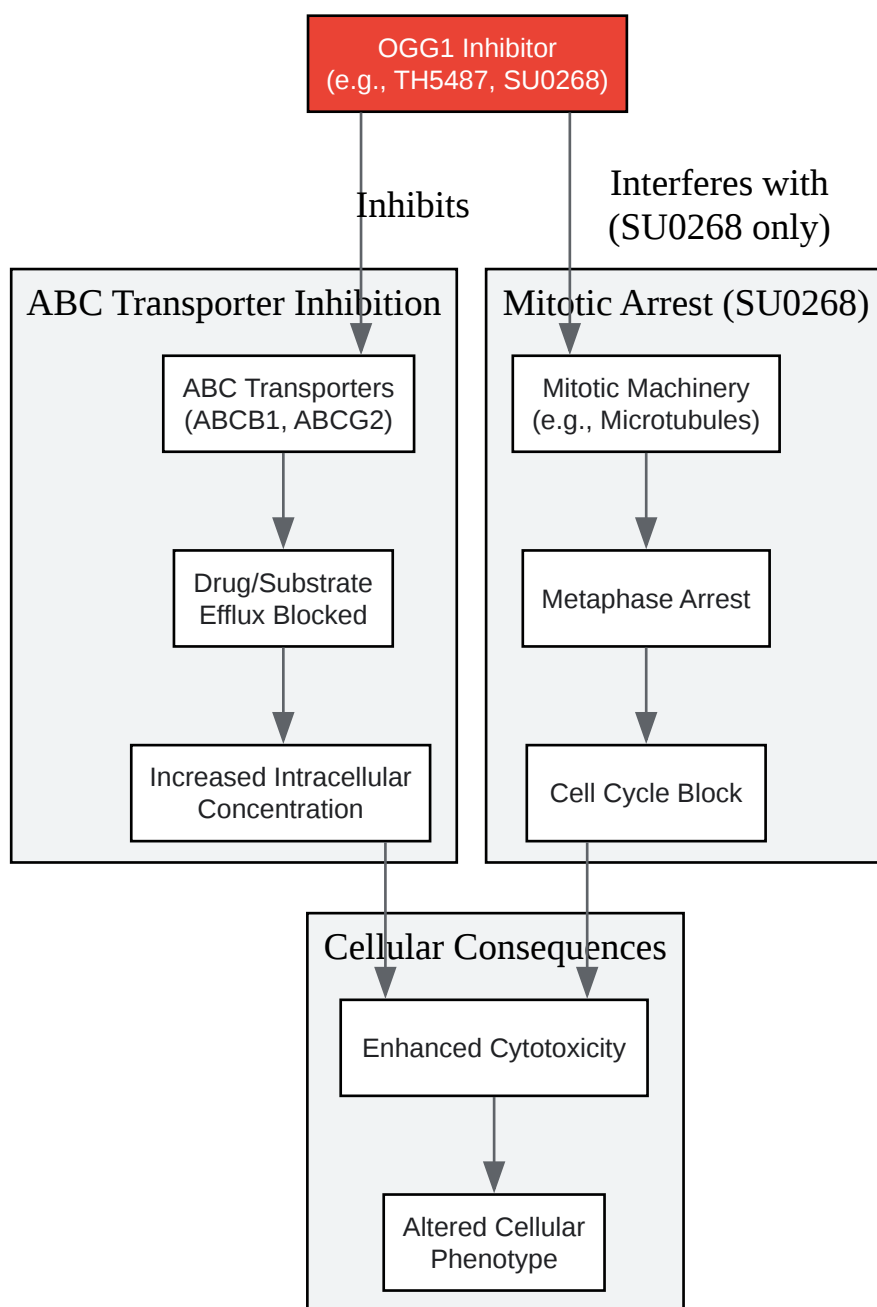 OGG1 Inhibitor
(e.g., TH5487, SU0268)
Inhibits
Interferes with
(SU0268 only)
ABC Transporter Inhibition
Mitotic Arrest (SU0268)
ABC Transporters
(ABCB1, ABCG2)
Mitotic Machinery
(e.g., Microtubules)
Drug/Substrate
Efflux Blocked
Metaphase Arrest
Increased Intracellular
Concentration
Cell Cycle Block
Cellular Consequences
Enhanced Cytotoxicity
Altered Cellular
Phenotype